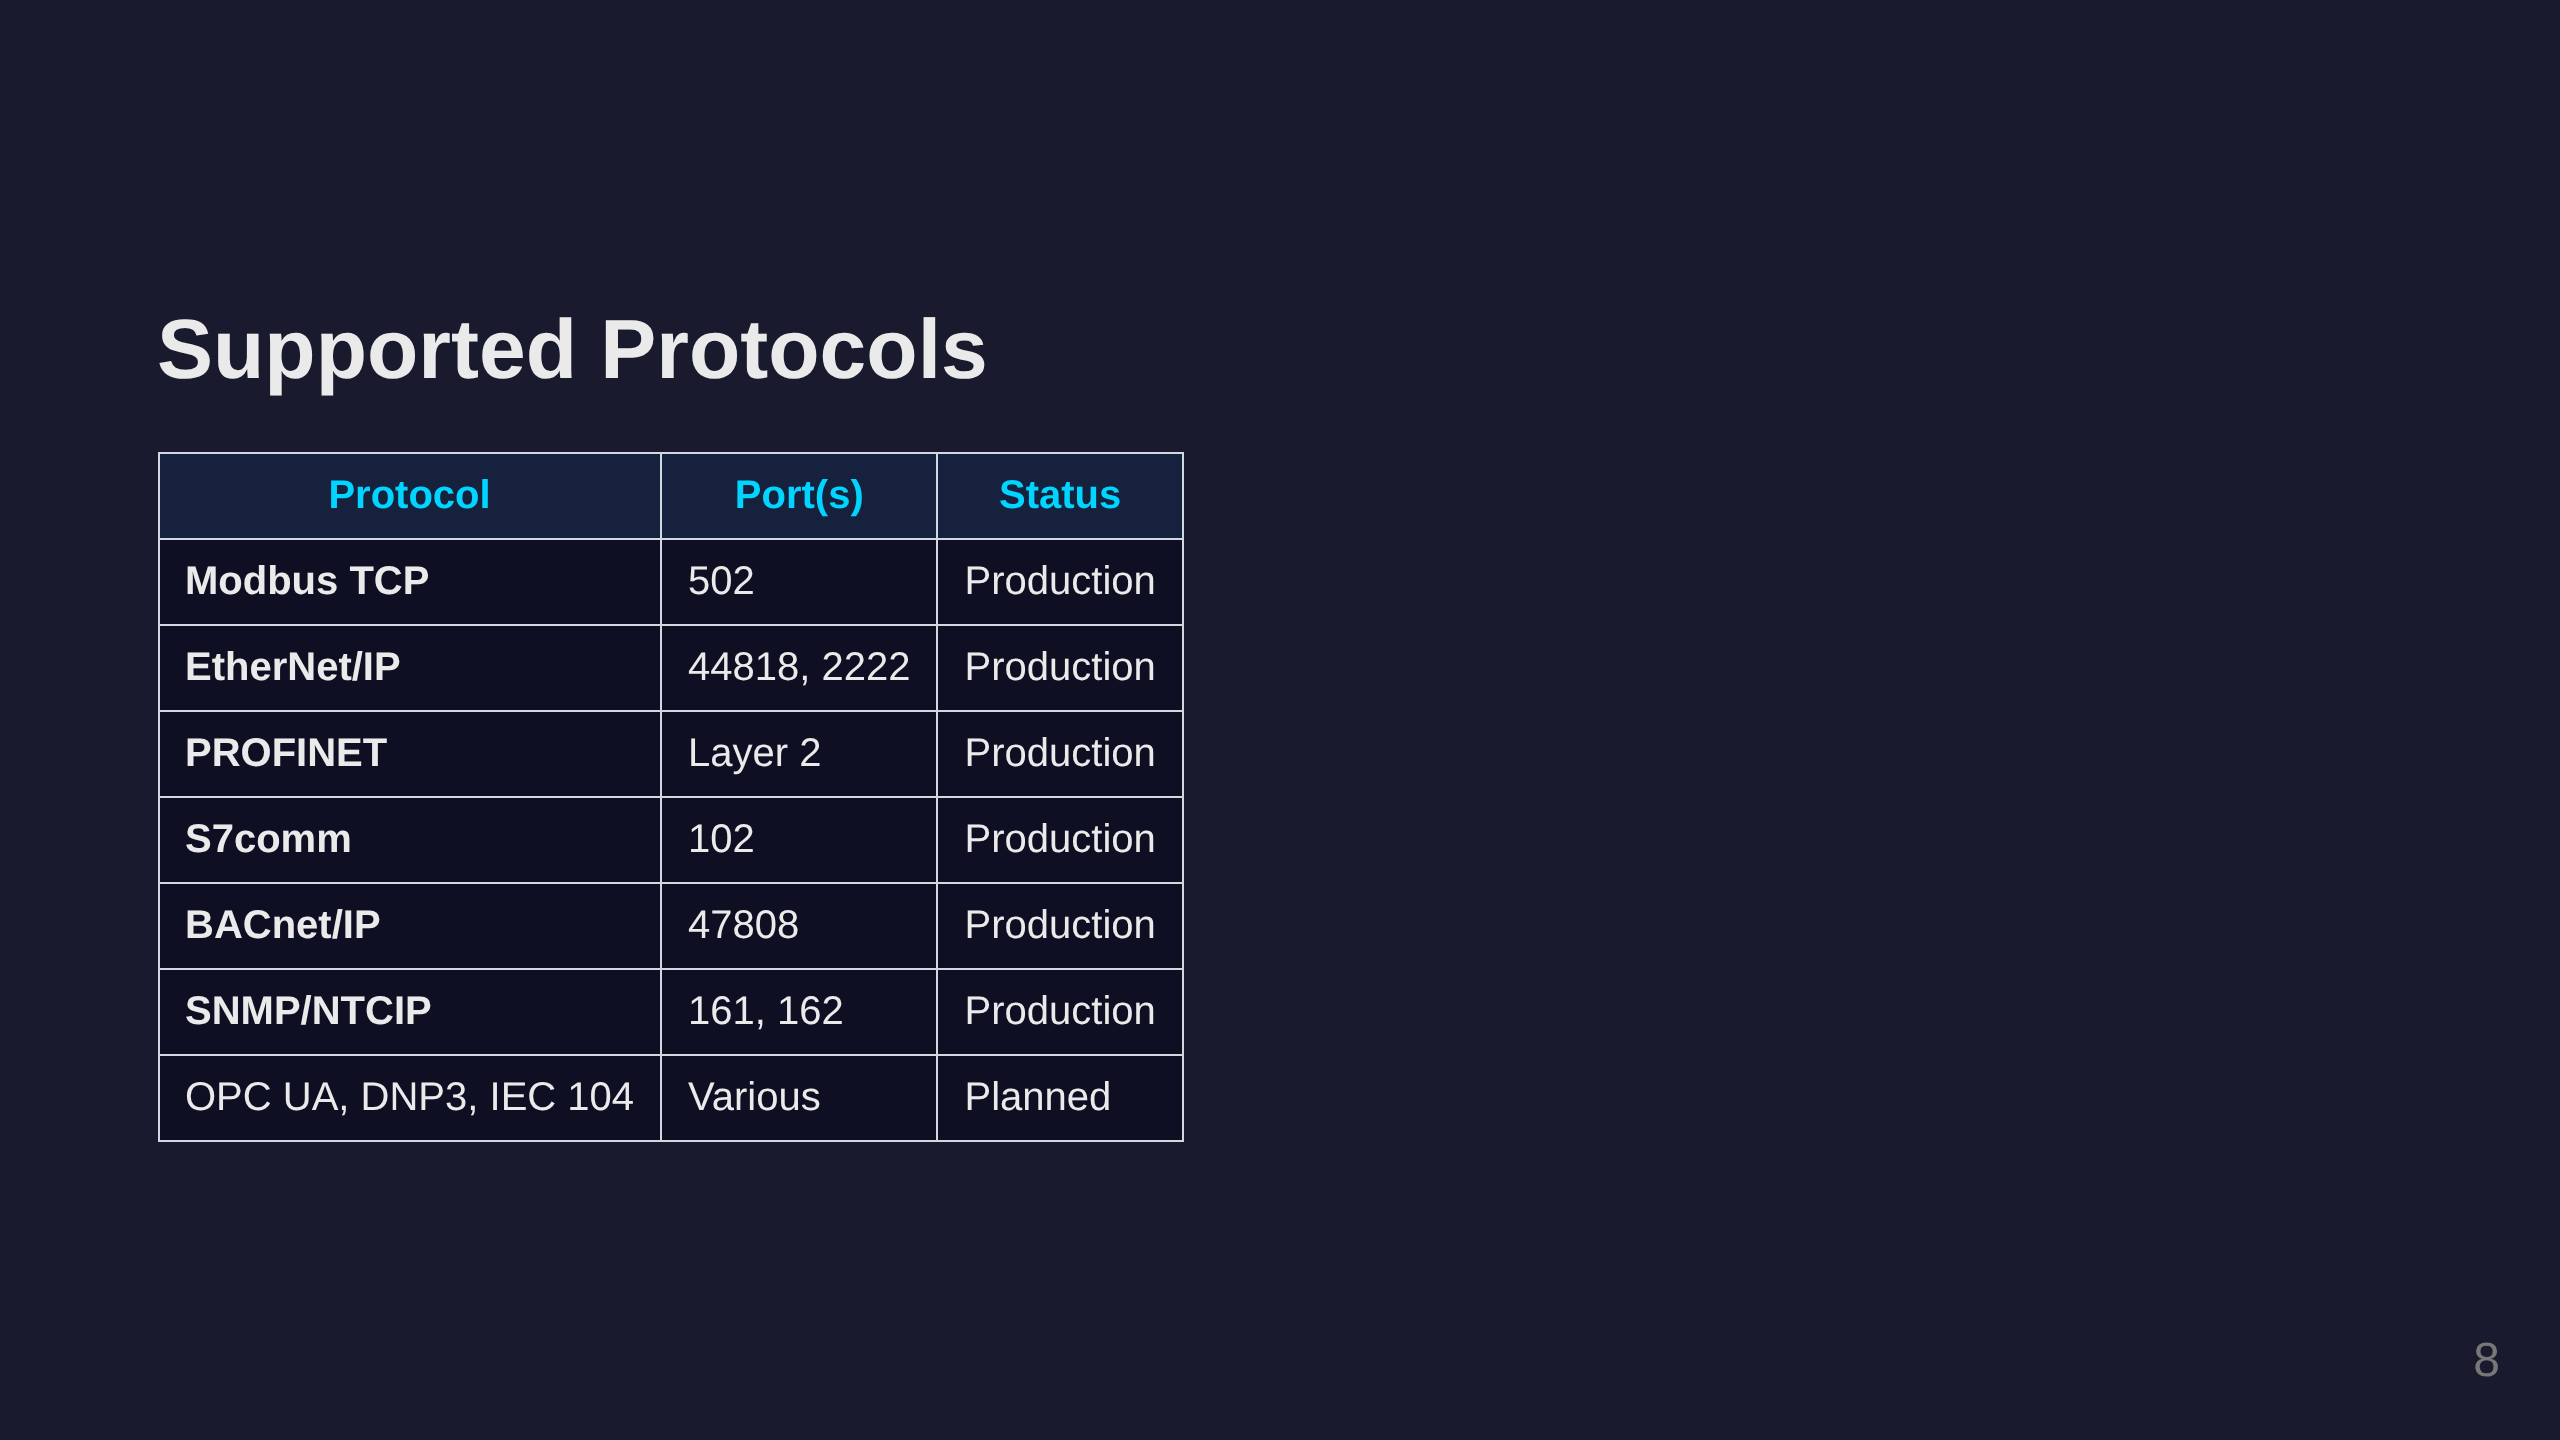 Supported Protocols
Protocol Port(s) Status
Modbus TCP 502 Production
EtherNet/IP 44818, 2222 Production
PROFINET Layer 2 Production
S7comm 102 Production
BACnet/IP 47808 Production
SNMP/NTCIP 161, 162 Production
OPC UA, DNP3, IEC 104 Various Planned
8